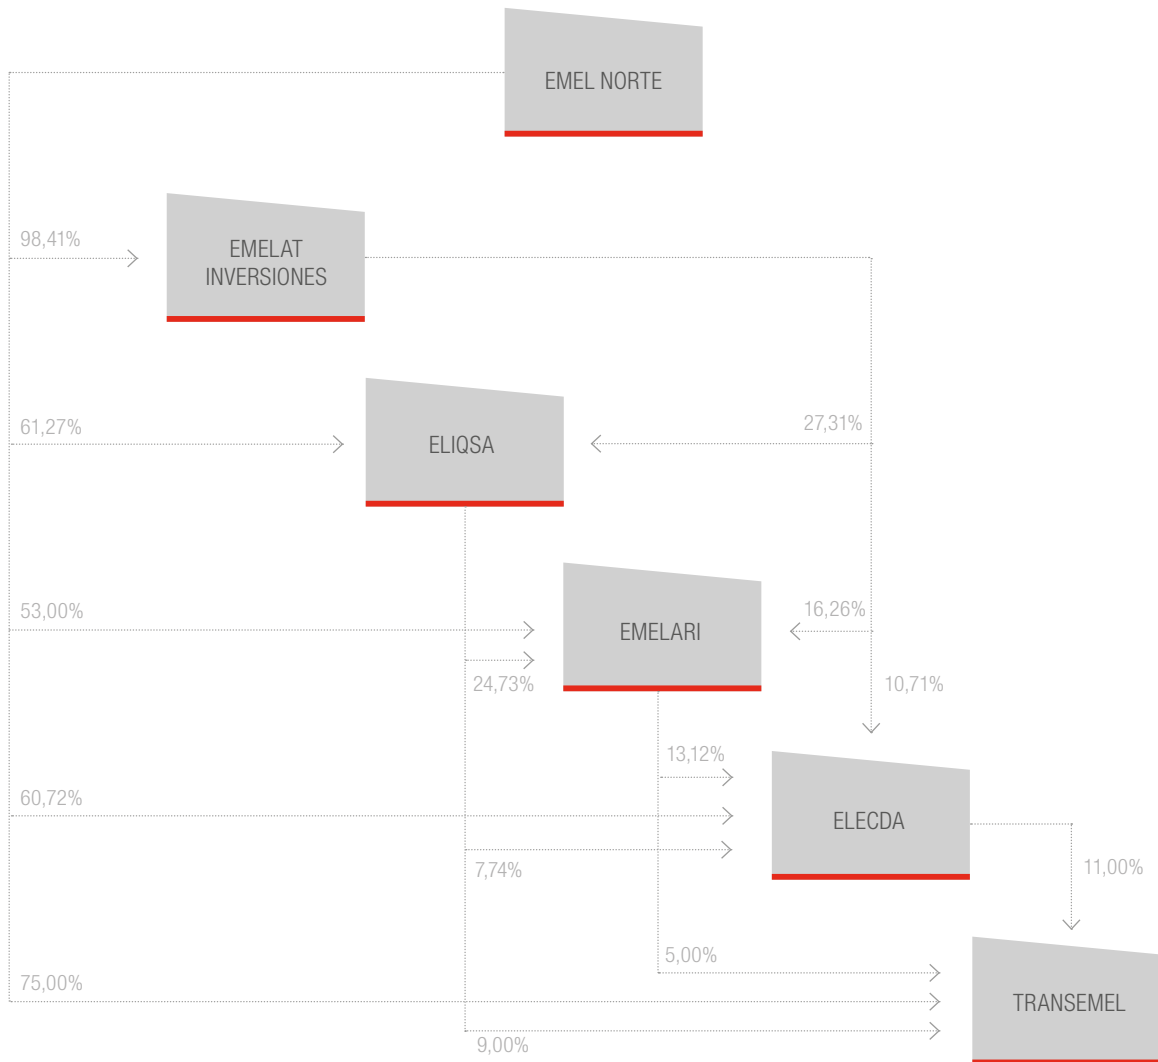 EMEL NORTE
98,41%
EMELAT
INVERSIONES
61,27%
ELIQSA
27,31%
53,00%
EMELARI
16,26%
24,73%
10,71%
13,12%
60,72%
ELECDA
7,74%
11,00%
5,00%
75,00%
TRANSEMEL
9,00%